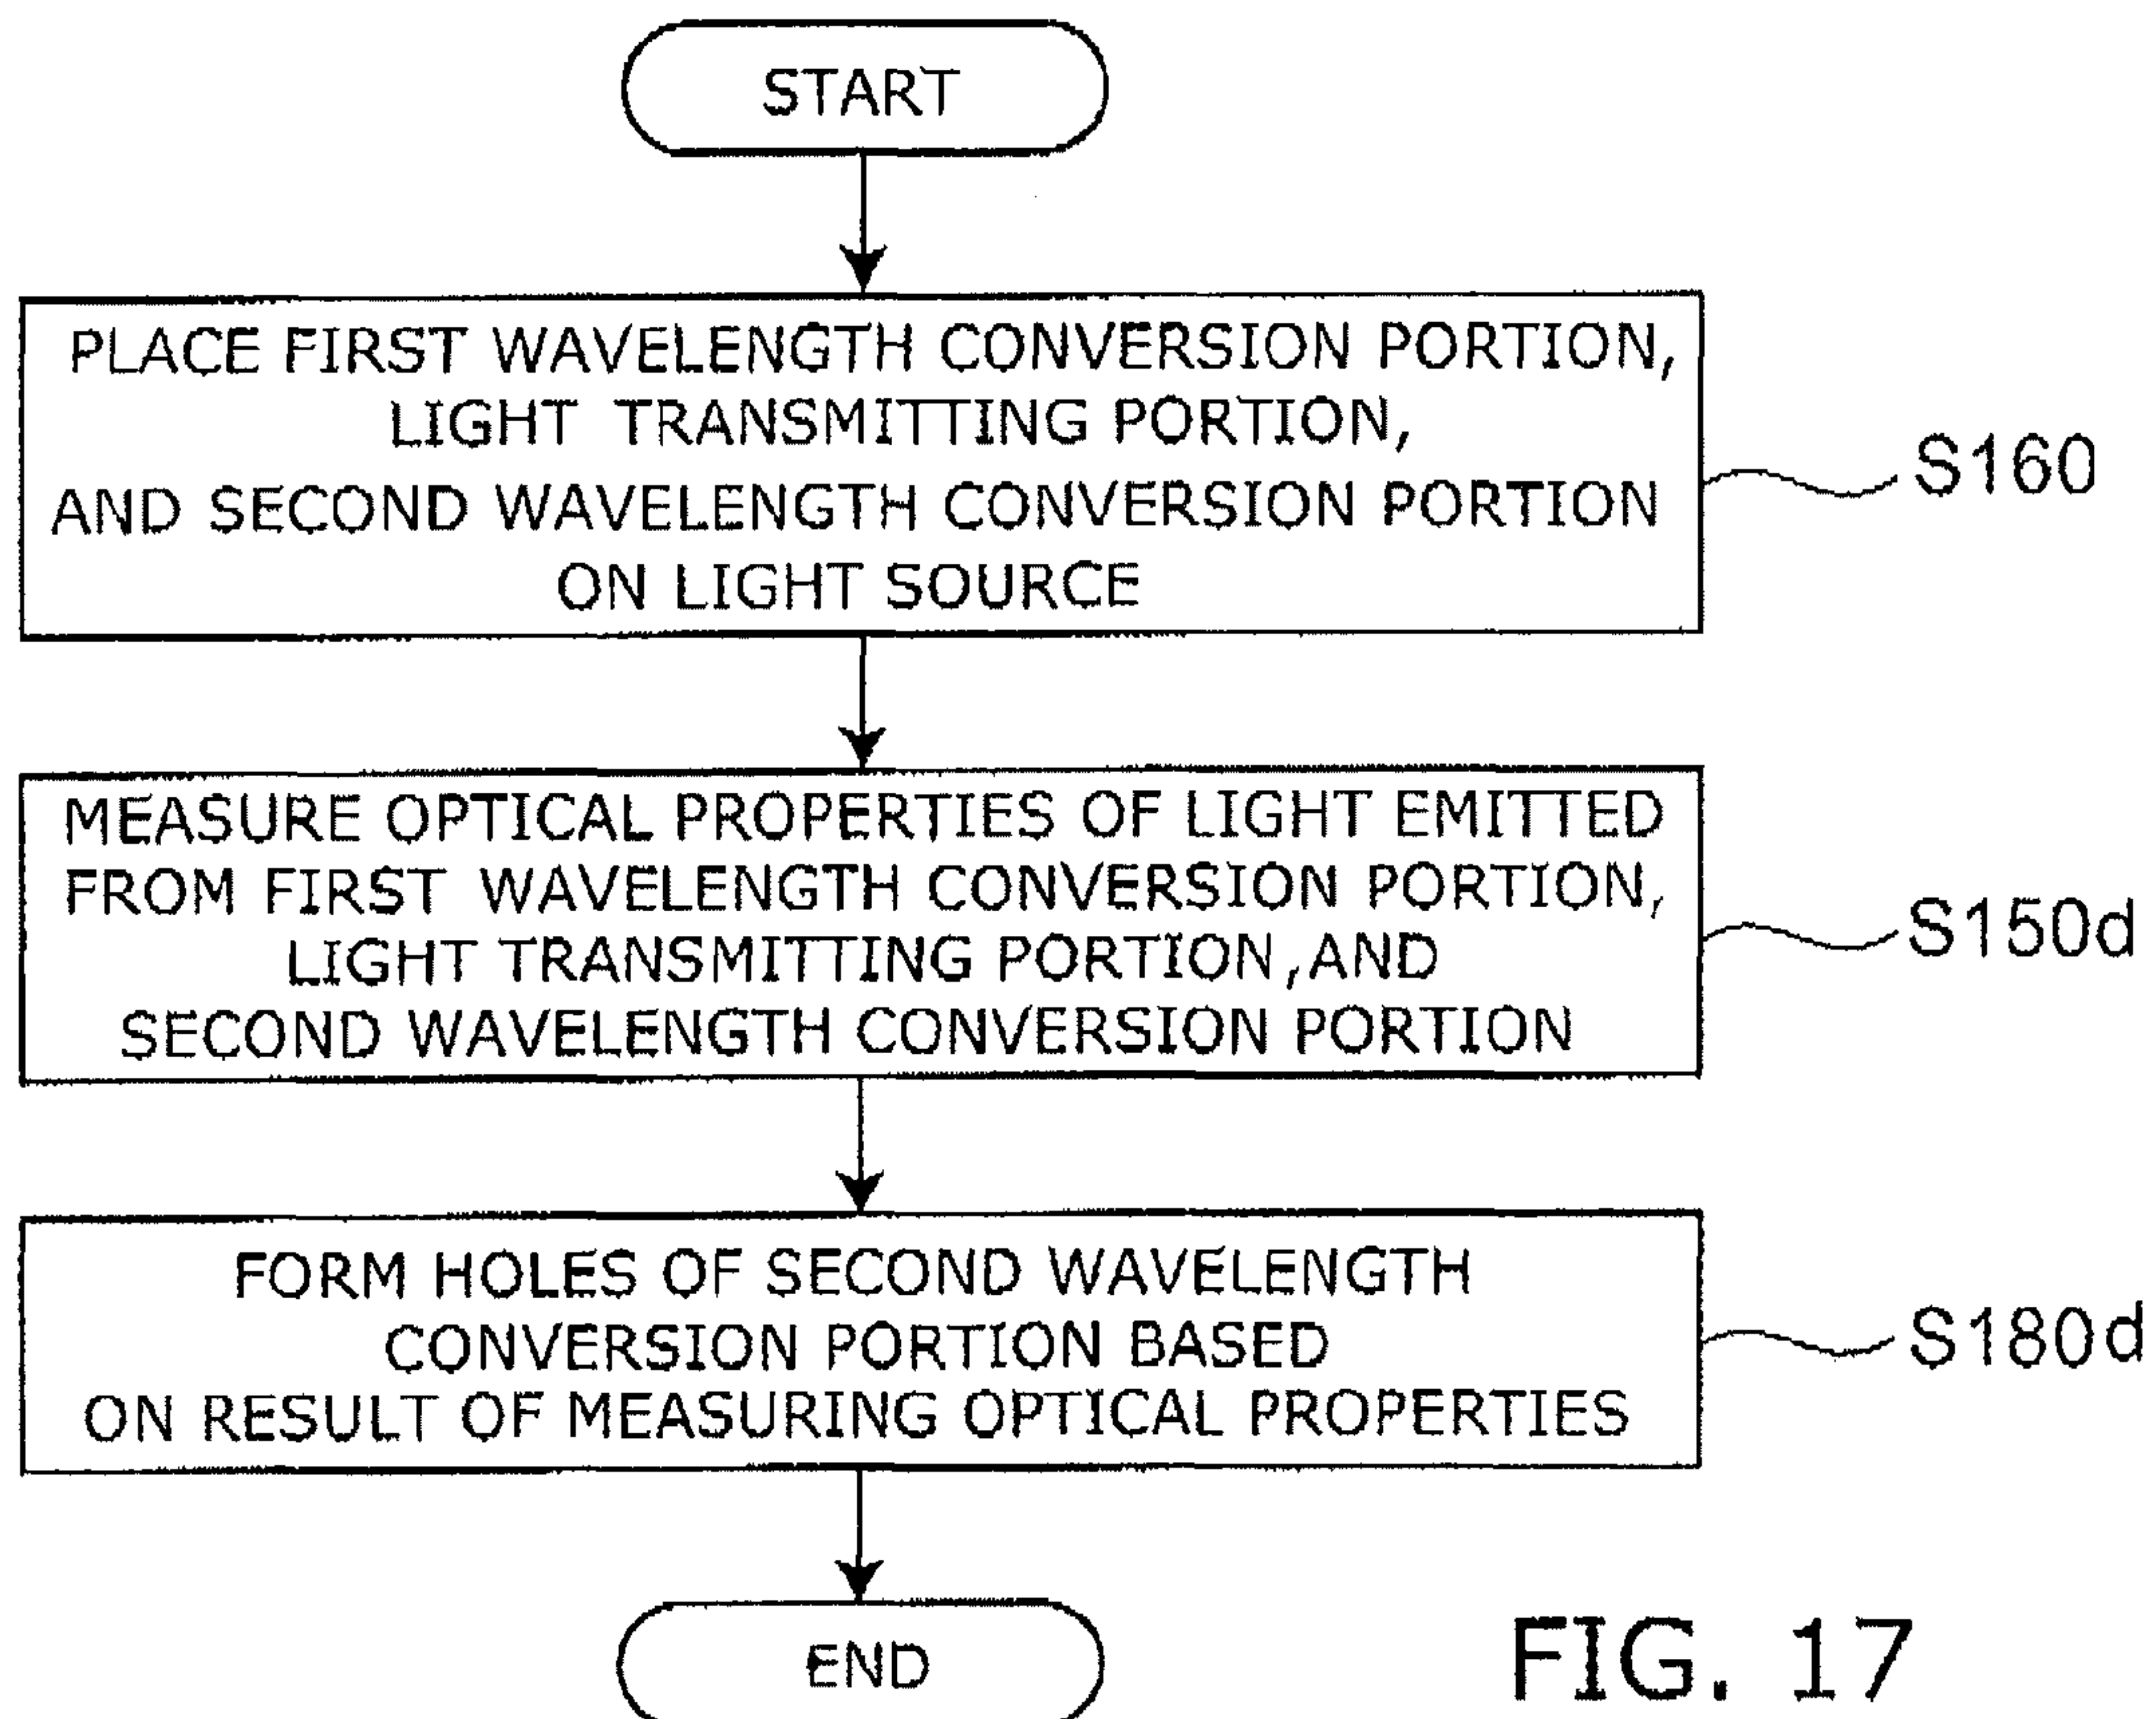 START
PLACE FIRST WAVELENGTH CONVERSION PORTION,
LIGHT TRANSMITTING PORTION,
AND SECOND WAVELENGTH CONVERSION PORTION
ON LIGHT SOURCE
S160
MEASURE OPTICAL PROPERTIES OF LIGHT EMITTED
FROM FIRST WAVELENGTH CONVERSION PORTION,
LIGHT TRANSMITTING PORTION,AND
SECOND WAVELENGTH CONVERSION PORTION
S150d
FORM HOLES OF SECOND WAVELENGTH
CONVERSION PORTION BASED
ON RESULT OF MEASURING OPTICAL PROPERTIES
S180d
END
FIG. 17